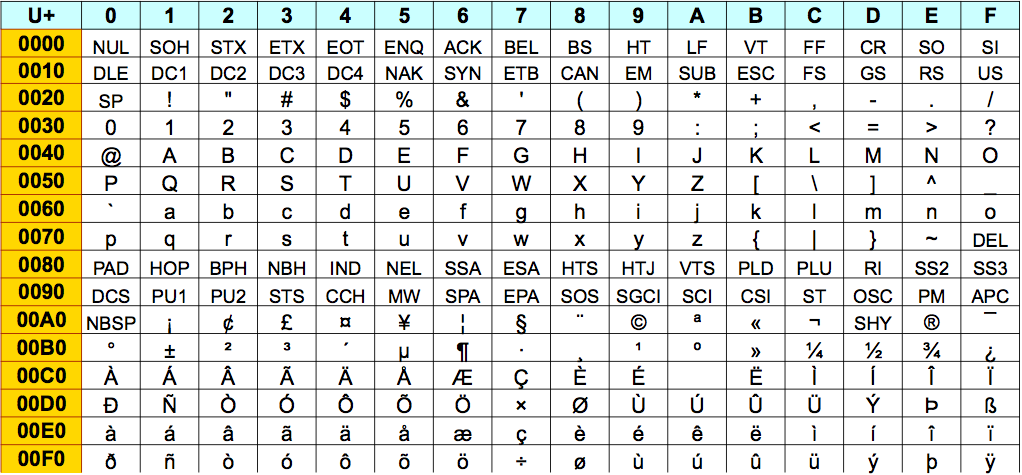 U+ 0 1 2 3 4 5 6 7 8 9 A B C D E F
0000 NUL SOH STX ETX EOT ENQ ACK BEL BS HT LF VT FF CR SO SI
0010 DLE DC1 DC2 DC3 DC4 NAK SYN ETB CAN EM SUB ESC FS GS RS US
0020 SP ! " # $ % & ' ( ) * + , - . /
0030 0 1 2 3 4 5 6 7 8 9 : ; < = > ?
0040 @ A B C D E F G H I J K L M N O
0050 P Q R S T U V W X Y Z [ \ ] ^ _
0060 ` a b c d e f g h i j k l m n o
0070 p q r s t u v w x y z { | } ~ DEL
0080 PAD HOP BPH NBH IND NEL SSA ESA HTS HTJ VTS PLD PLU RI SS2 SS3
0090 DCS PU1 PU2 STS CCH MW SPA EPA SOS SGCI SCI CSI ST OSC PM APC
00A0 NBSP ¡ ¢ £ ¤ ¥ ¦ § ¨ © ª « ¬ SHY ® ¯
00B0 ° ± ² ³ ´ µ ¶ · ¸ ¹ º » ¼ ½ ¾ ¿
00C0 À Á Â Ã Ä Å Æ Ç È É Ë Ì Í Î Ï
00D0 Ð Ñ Ò Ó Ô Õ Ö × Ø Ù Ú Û Ü Ý Þ ß
00E0 à á â ã ä å æ ç è é ê ë ì í î ï
00F0 ð ñ ò ó ô õ ö ÷ ø ù ú û ü ý þ ÿ